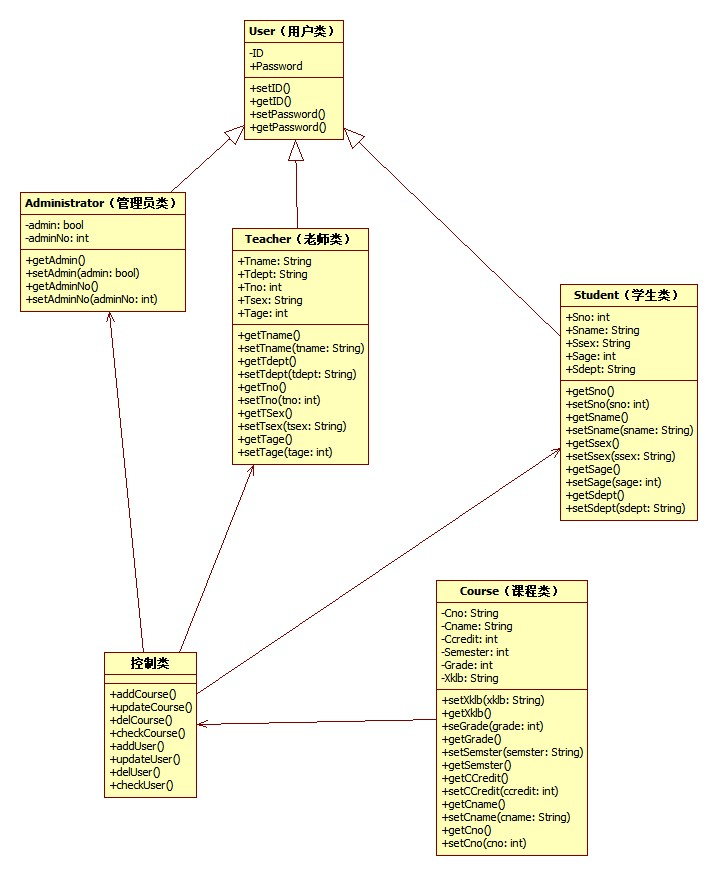 User（用户类）
-ID
+Password
+setID()
+getID()
+setPassword()
+getPassword()
Administrator（管理员类）
-admin: bool
-adminNo: int
+getAdmin()
+setAdmin(admin: bool)
+getAdminNo()
+setAdminNo(adminNo: int)
Teacher（老师类）
+Tname: String
+Tdept: String
+Tno: int
+Tsex: String
+Tage: int
+getTname()
+setTname(tname: String)
+getTdept()
+setTdept(tdept: String)
+getTno()
+setTno(tno: int)
+getTSex()
+setTsex(tsex: String)
+getTage()
+setTage(tage: int)
Student（学生类）
+Sno: int
+Sname: String
+Ssex: String
+Sage: int
+Sdept: String
+getSno()
+setSno(sno: int)
+getSname()
+setSname(sname: String)
+getSsex()
+setSsex(ssex: String)
+getSage()
+setSage(sage: int)
+getSdept()
+setSdept(sdept: String)
控制类
+addCourse()
+updateCourse()
+delCourse()
+checkCourse()
+addUser()
+updateUser()
+delUser()
+checkUser()
Course（课程类）
-Cno: String
-Cname: String
-Ccredit: int
-Semester: int
-Grade: int
-Xklb: String
+setXklb(xklb: String)
+getXklb()
+seGrade(grade: int)
+getGrade()
+setSemster(semster: String)
+getSemster()
+getCCredit()
+setCCredit(ccredit: int)
+getCname()
+setCname(cname: String)
+getCno()
+setCno(cno: int)